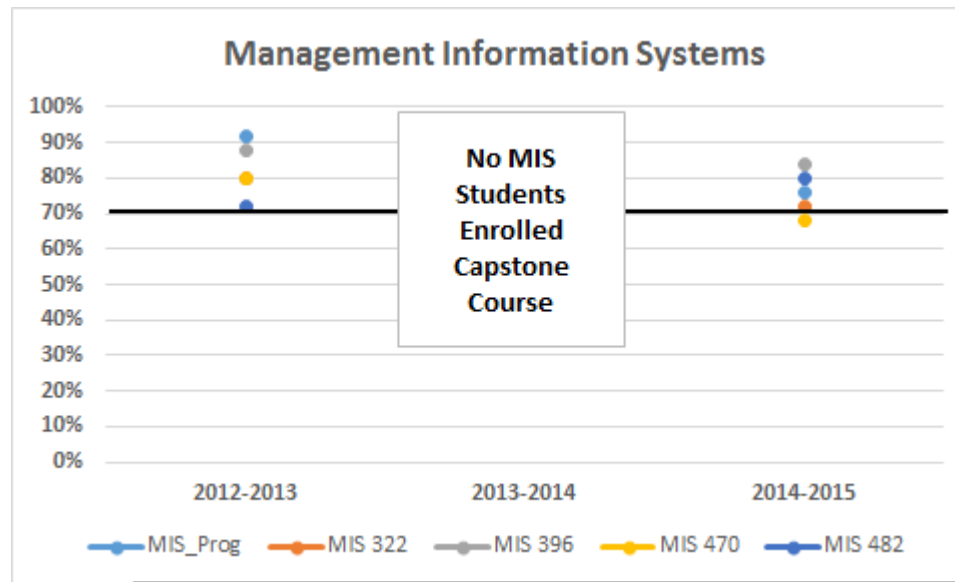 Management Information Systems
100%
90%
80%
70%
60%
50%
40%
30%
20%
10%
0%
No MIS
Students
Enrolled
Capstone
Course
2012-2013 2013-2014 2014-2015
MIS_Prog MIS 322 MIS 396 MIS 470 MIS 482